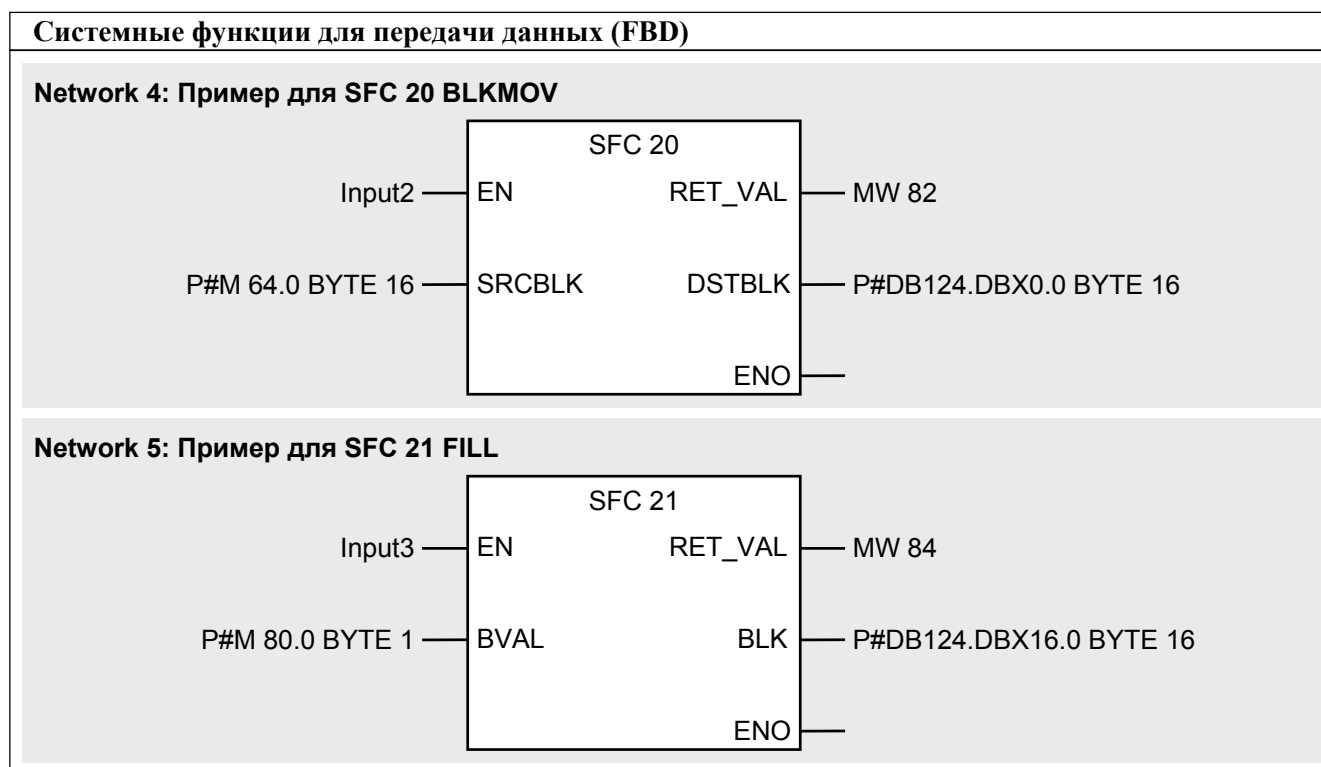 Системные функции для передачи данных (FBD)
Network 4: Пример для SFC 20 BLKMOV
SFC 20
Input2 EN RET_VAL MW 82
P#M 64.0 BYTE 16 SRCBLK DSTBLK P#DB124.DBX0.0 BYTE 16
ENO
Network 5: Пример для SFC 21 FILL
SFC 21
Input3 EN RET_VAL MW 84
P#M 80.0 BYTE 1 BVAL BLK P#DB124.DBX16.0 BYTE 16
ENO